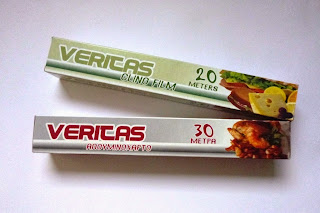 VERITAS
CLING FILM
20
METERS
VERITAS
ΑΛΟΥΜΙΝΟΧΑΡΤΟ
30
ΜΕΤΡΑ